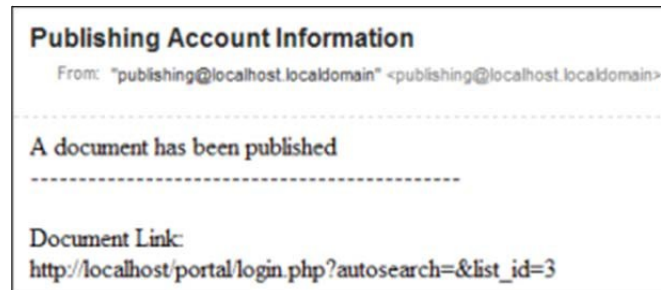 Publishing Account Information
From: "publishing@localhost.localdomain" <publishing@localhost.localdomain>
A document has been published
---------------------------------------------
Document Link:
http://localhost/portal/login.php?autosearch=&list_id=3